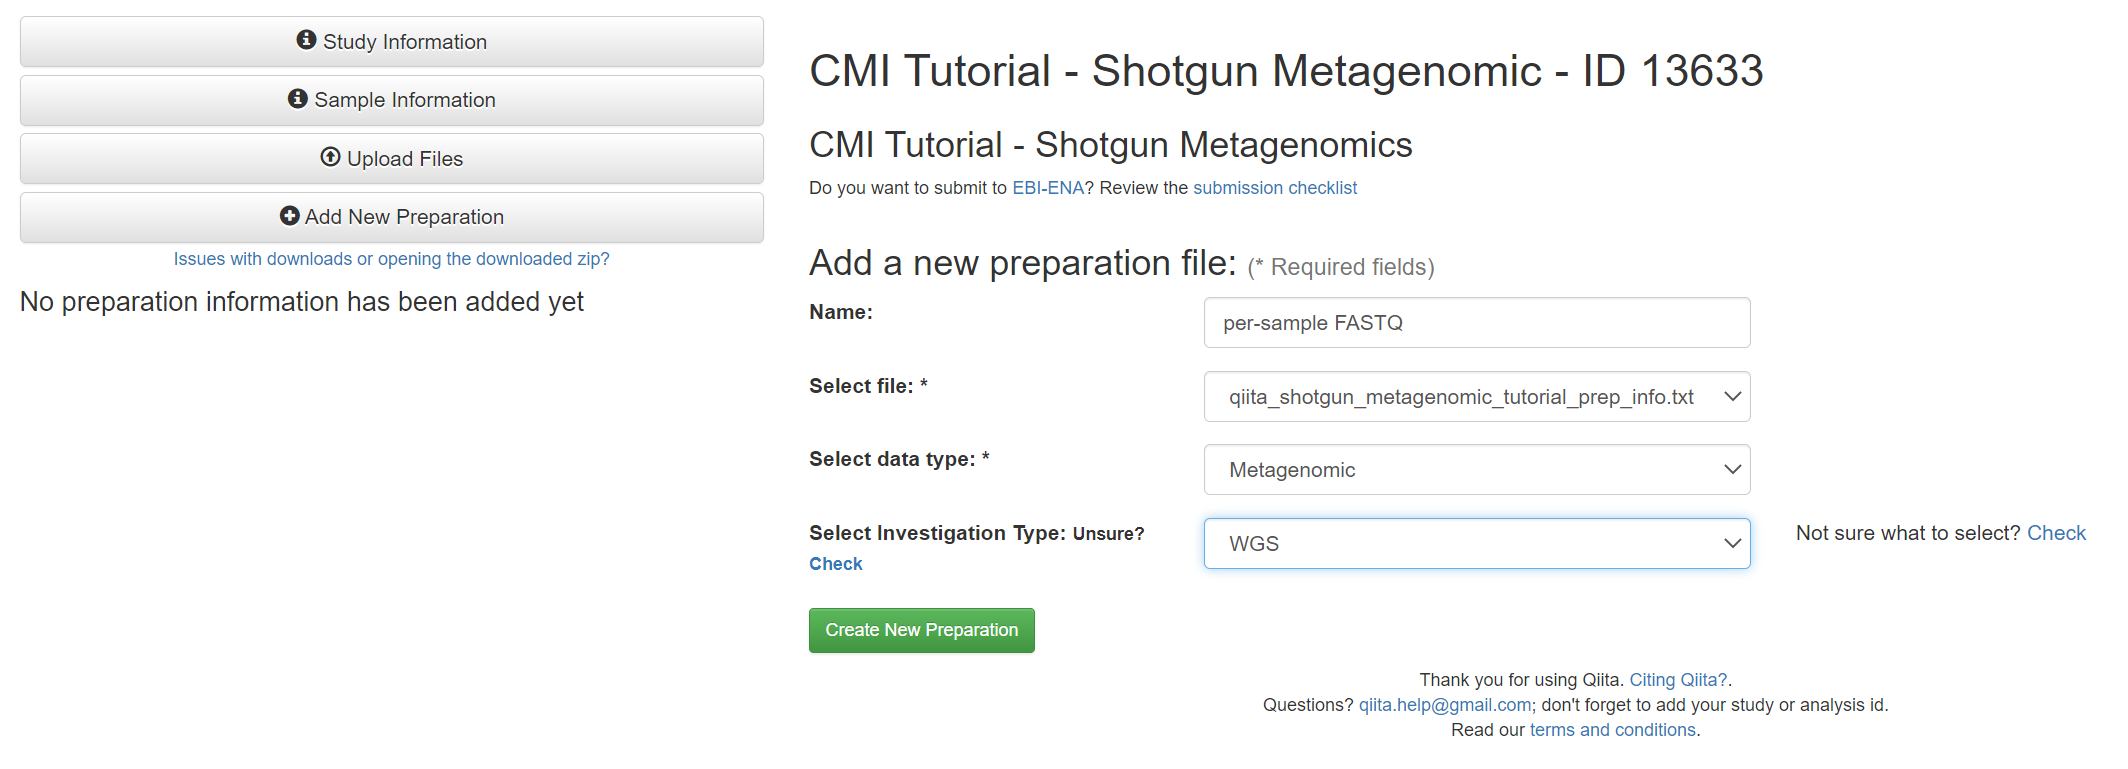 Study Information
Sample Information
Upload Files
Add New Preparation
Issues with downloads or opening the downloaded zip?
No preparation information has been added yet
CMI Tutorial - Shotgun Metagenomic - ID 13633
CMI Tutorial - Shotgun Metagenomics
Do you want to submit to EBI-ENA? Review the submission checklist
Add a new preparation file: (* Required fields)
Name:
per-sample FASTQ
Select file: *
qiita_shotgun_metagenomic_tutorial_prep_info.txt
Select data type: *
Metagenomic
Select Investigation Type: Unsure?
Check
WGS
Not sure what to select? Check
Create New Preparation
Thank you for using Qiita. Citing Qiita?.
Questions? qiita.help@gmail.com; don't forget to add your study or analysis id.
Read our terms and conditions.